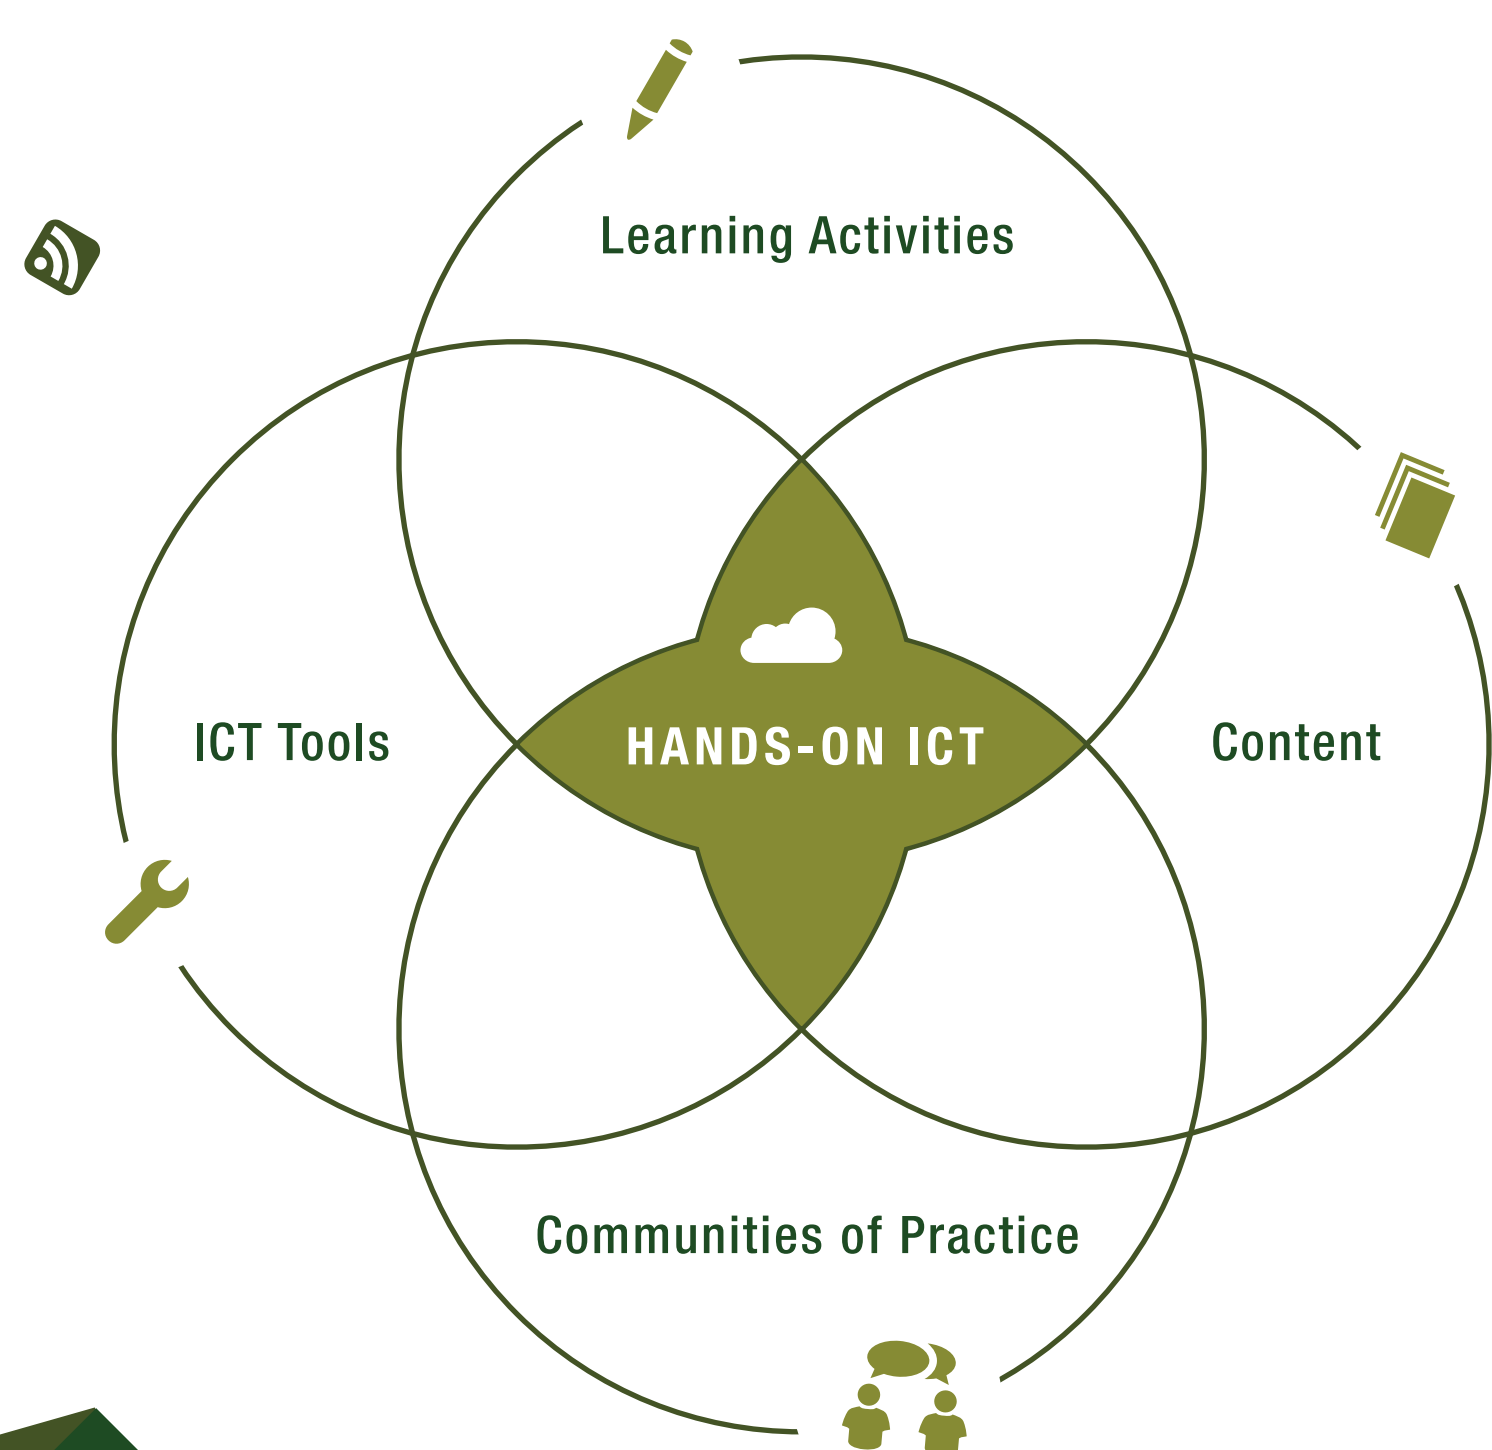 Learning Activities
ICT Tools
HANDS-ON ICT
Content
Communities of Practice